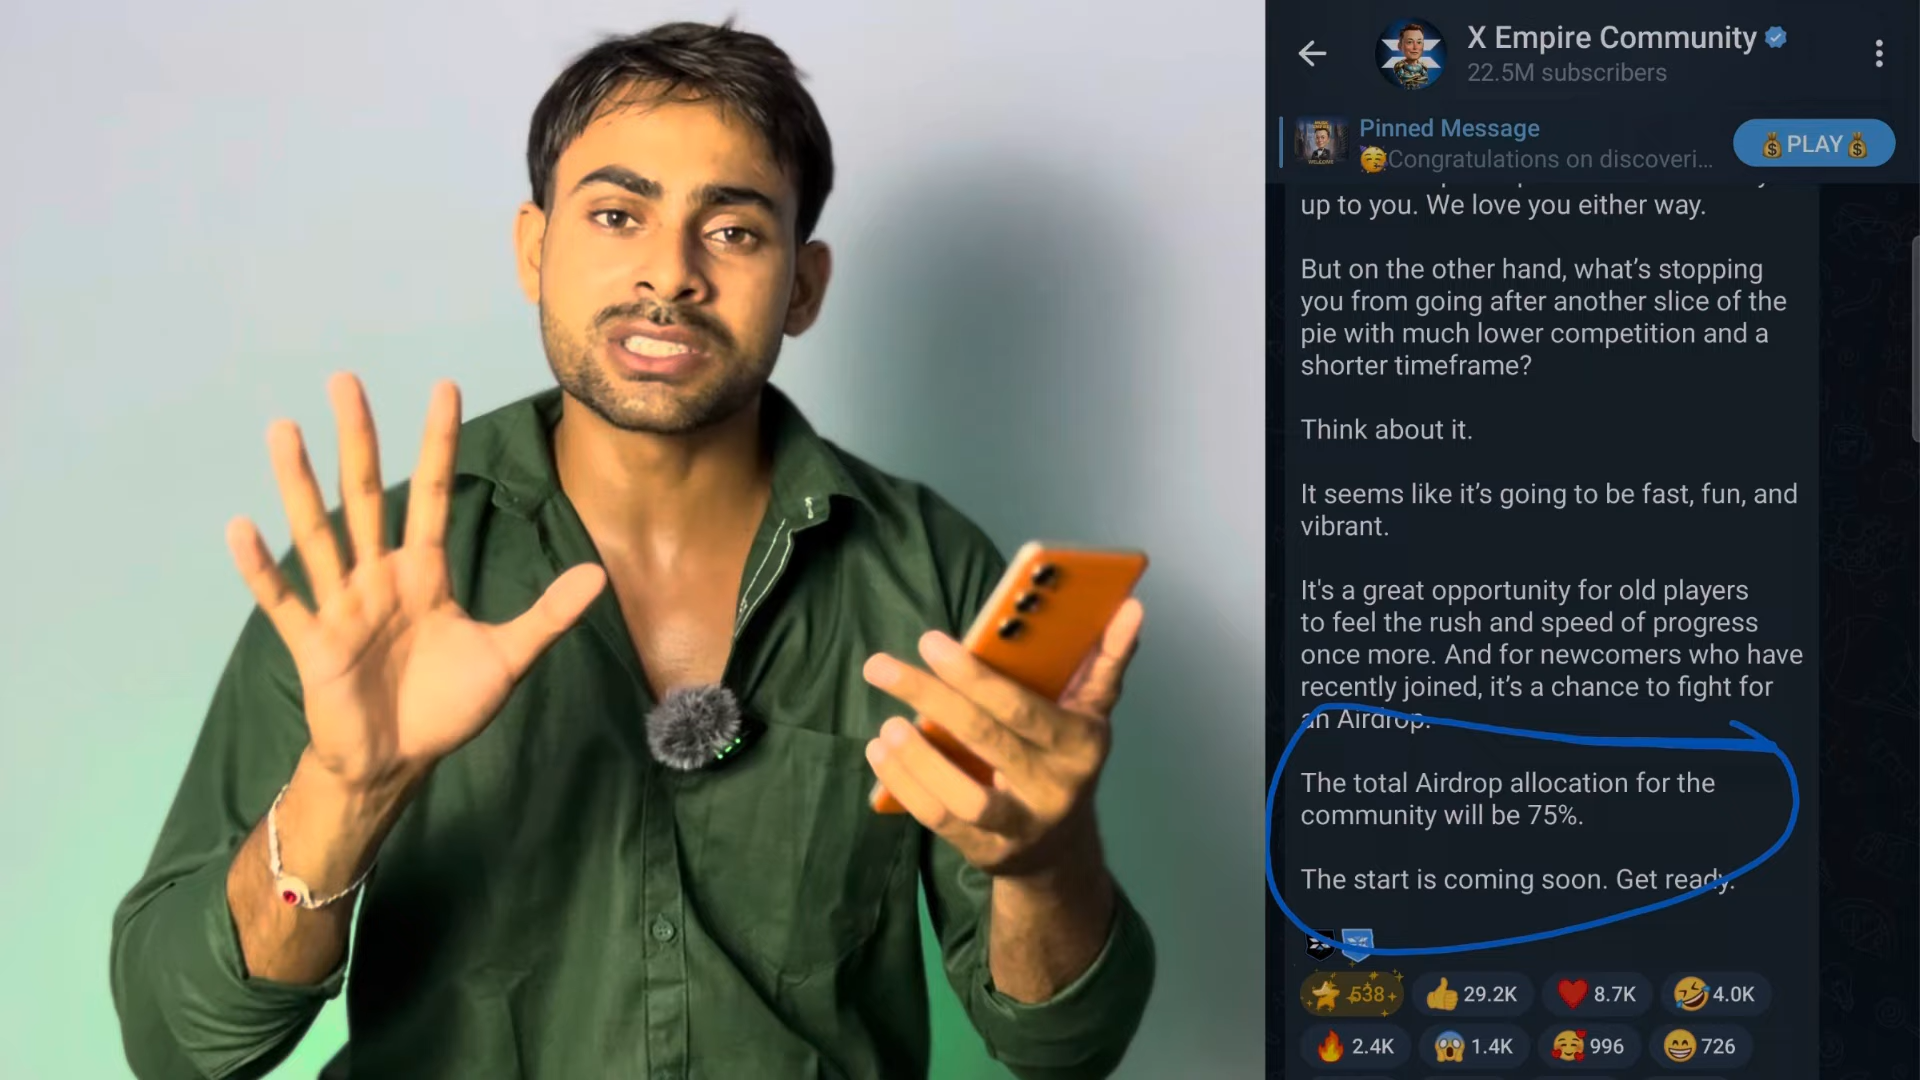 X Empire Community
22.5M subscribers
Pinned Message
Congratulations on discoveri...
PLAY
up to you. We love you either way.
But on the other hand, what's stopping
you from going after another slice of the
pie with much lower competition and a
shorter timeframe?
Think about it.
It seems like it's going to be fast, fun, and
vibrant.
It's a great opportunity for old players
to feel the rush and speed of progress
once more. And for newcomers who have
recently joined, it's a chance to fight for
an Airdrop.
The total Airdrop allocation for the
community will be 75%.
The start is coming soon. Get ready.
538 29.2K 8.7K 4.0K
2.4K 1.4K 996 726